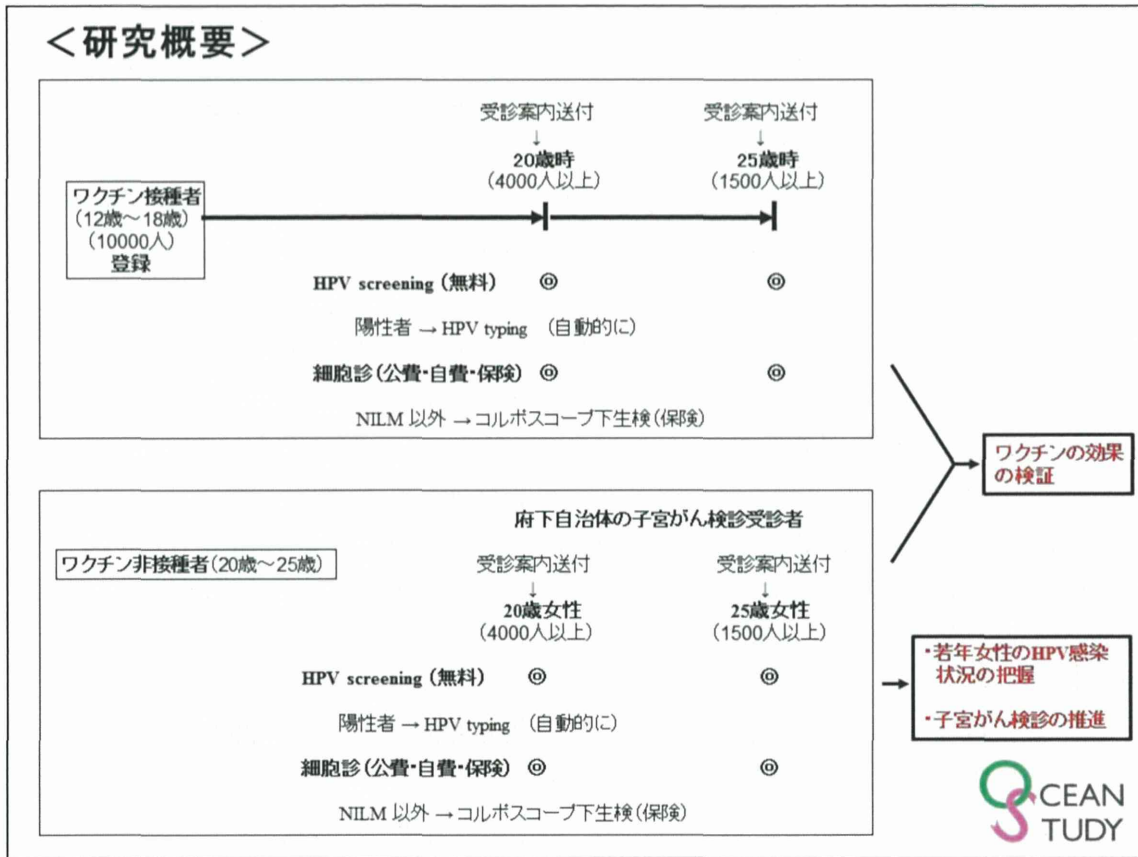 ＜研究概要＞
受診案内送付 受診案内送付
↓ ↓
20歳時 25歳時
(4000人以上) (1500人以上)
ワクチン接種者
(12歳～18歳)
(10000人)
登録
HPV screening (無料) ◎ ◎
陽性者 → HPV typing (自動的に)
細胞診(公費・自費・保険) ◎ ◎
NILM 以外 → コルポスコープ下生検(保険)
ワクチンの効果
の検証
府下自治体の子宮がん検診受診者
ワクチン非接種者(20歳～25歳)
受診案内送付 受診案内送付
↓ ↓
20歳女性 25歳女性
(4000人以上) (1500人以上)
HPV screening (無料) ◎ ◎
陽性者 → HPV typing (自動的に)
細胞診(公費・自費・保険) ◎ ◎
NILM 以外 → コルポスコープ下生検(保険)
・若年女性のHPV感染
状況の把握
・子宮がん検診の推進
OCEAN
STUDY